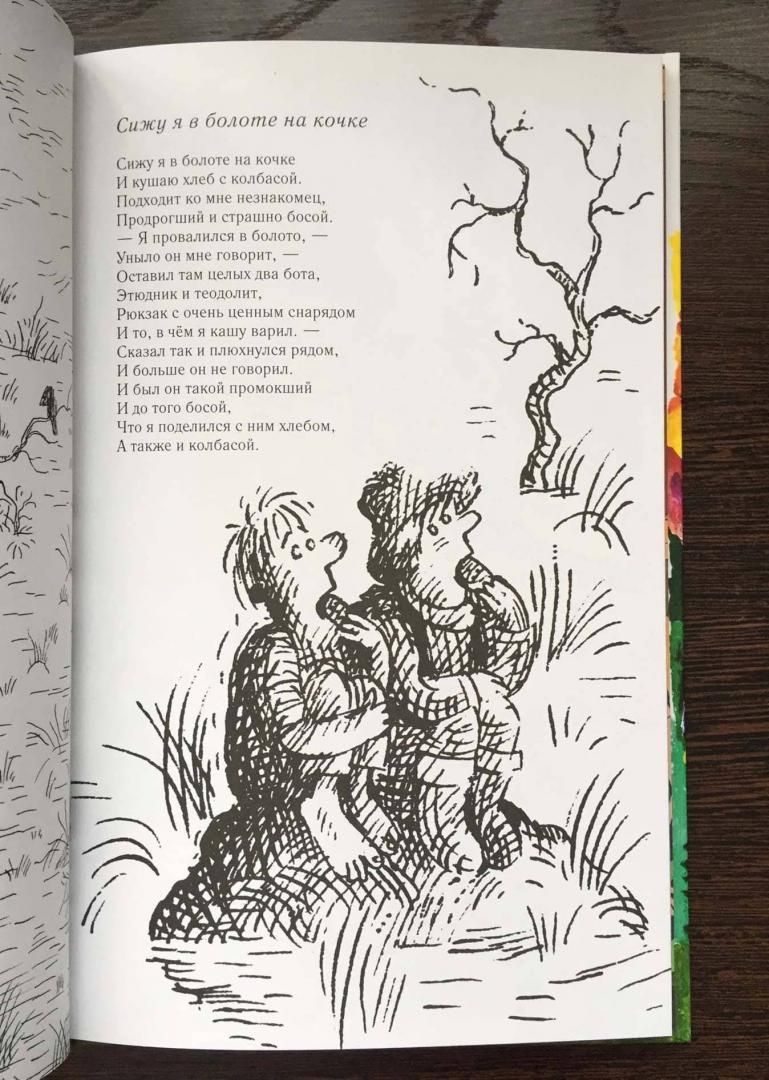 Сижу я в болоте на кочке
Сижу я в болоте на кочке
И кушаю хлеб с колбасой.
Подходит ко мне незнакомец,
Продрогший и страшно босой.
— Я провалился в болото, —
Уныло он мне говорит, —
Оставил там целых два бота,
Этюдник и теодолит,
Рюкзак с очень ценным снарядом
И то, в чём я кашу варил. —
Сказал так и плюхнулся рядом,
И больше он не говорил.
И был он такой промокший
И до того босой,
Что я поделился с ним хлебом,
А также и колбасой.